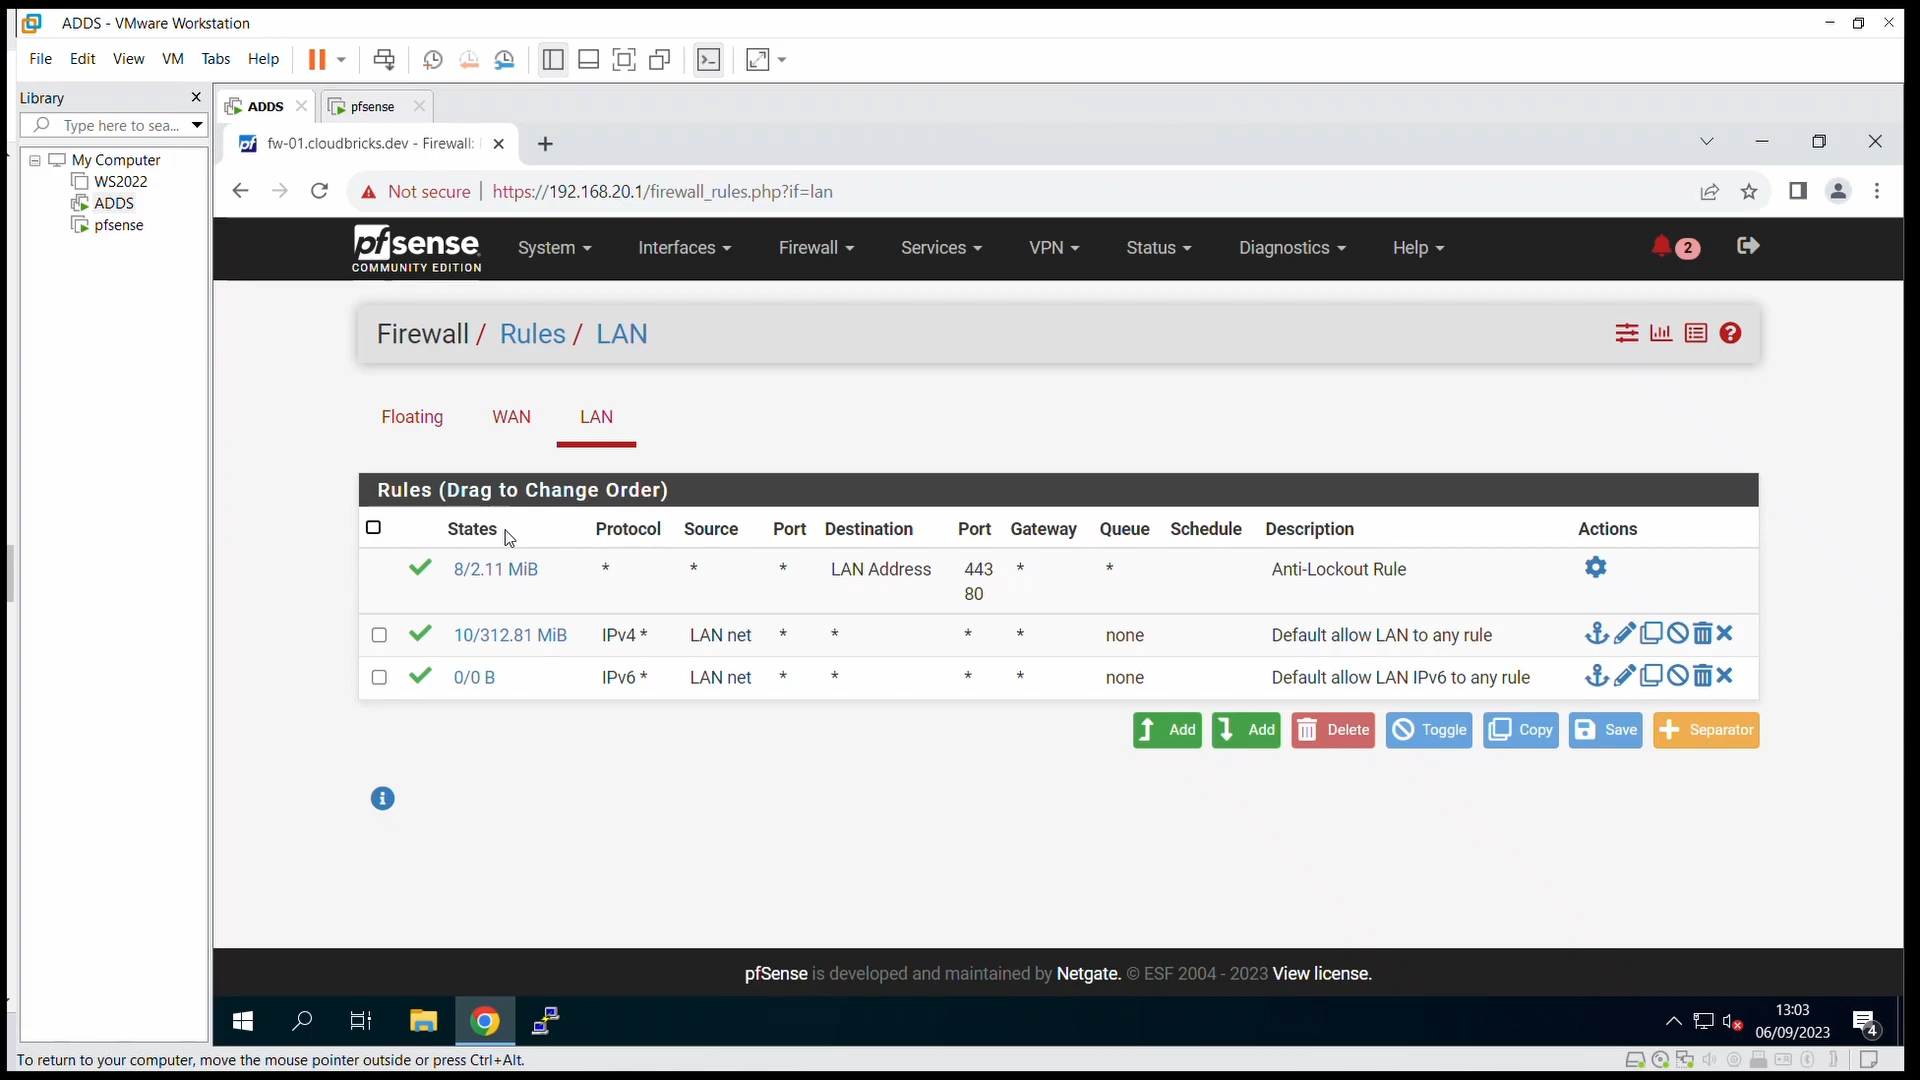 ADDS - VMware Workstation
File Edit View VM Tabs Help
Library
Type here to sea...
My Computer
WS2022
ADDS
pfsense
ADDS pfsense
fw-01.cloudbricks.dev - Firewall:
Not secure https://192.168.20.1/firewall_rules.php?if=lan
pfsense COMMUNITY EDITION System Interfaces Firewall Services VPN Status Diagnostics Help 2
Firewall / Rules / LAN
Floating WAN LAN
Rules (Drag to Change Order)
States Protocol Source Port Destination Port Gateway Queue Schedule Description Actions
8/2.11 MiB * * * LAN Address 443 * * Anti-Lockout Rule
80
10/312.81 MiB IPv4 * LAN net * * * * none Default allow LAN to any rule
0/0 B IPv6 * LAN net * * * * none Default allow LAN IPv6 to any rule
Add Add Delete Toggle Copy Save Separator
pfSense is developed and maintained by Netgate. © ESF 2004 - 2023 View license.
13:03
06/09/2023
4
To return to your computer, move the mouse pointer outside or press Ctrl+Alt.